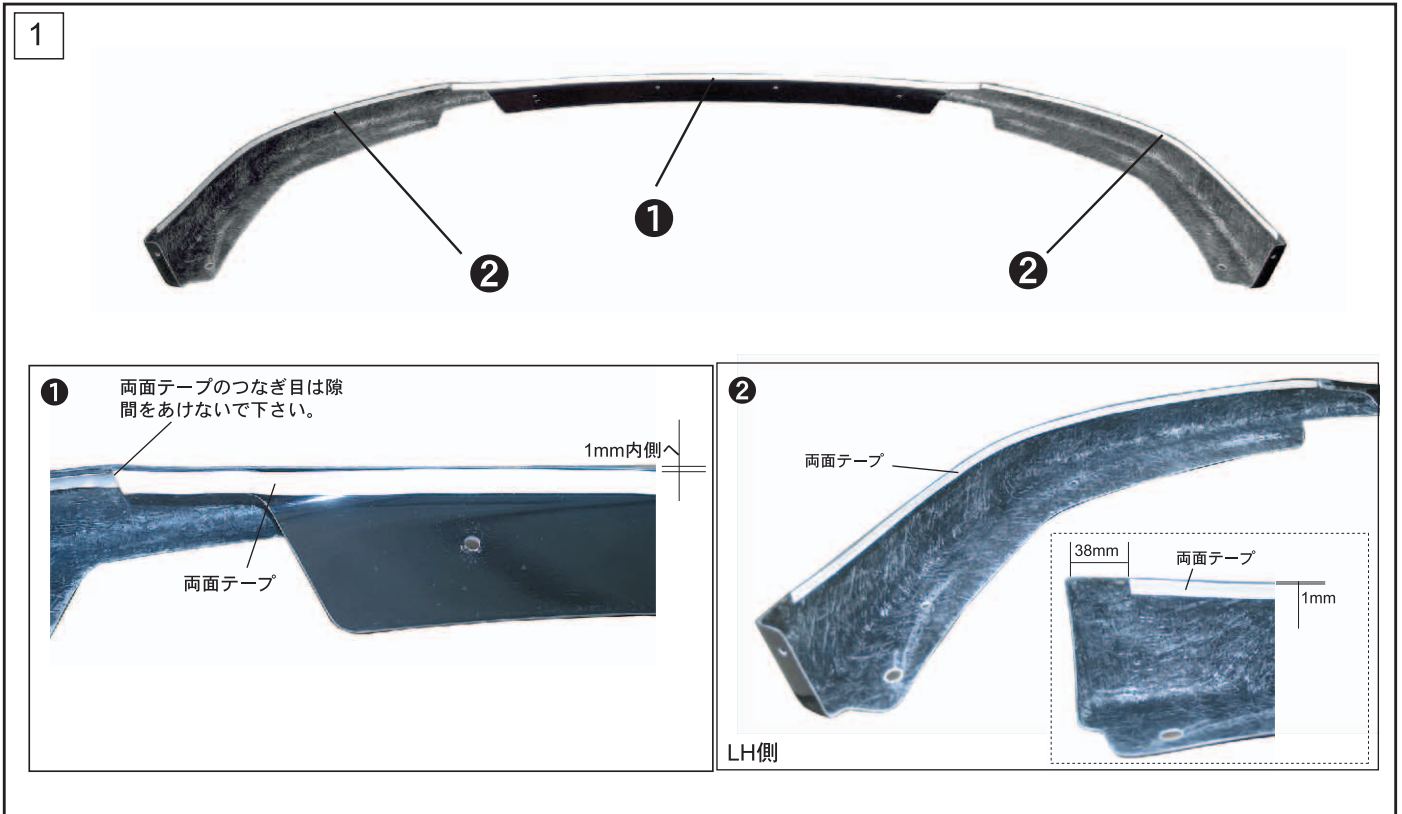 1
❶
❷
❷
❶
両面テープのつなぎ目は隙
間をあけないで下さい。
1mm内側へ
両面テープ
❷
両面テープ
38mm
両面テープ
1mm
LH側